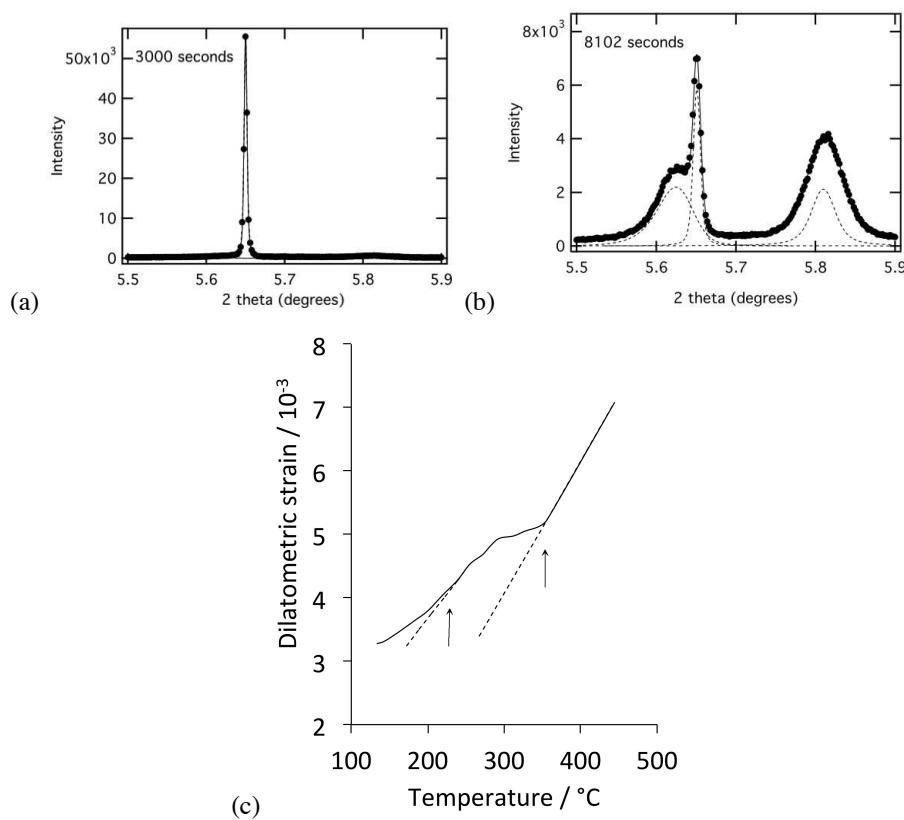 50x10³
40
30
20
10
0
Intensity
3000 seconds
5.5
5.6
5.7
5.8
5.9
2 theta (degrees)
(a)
8x10³
6
4
2
0
Intensity
8102 seconds
5.5
5.6
5.7
5.8
5.9
2 theta (degrees)
(b)
8
7
6
5
4
3
2
Dilatometric strain / 10⁻³
100
200
300
400
500
Temperature / °C
(c)